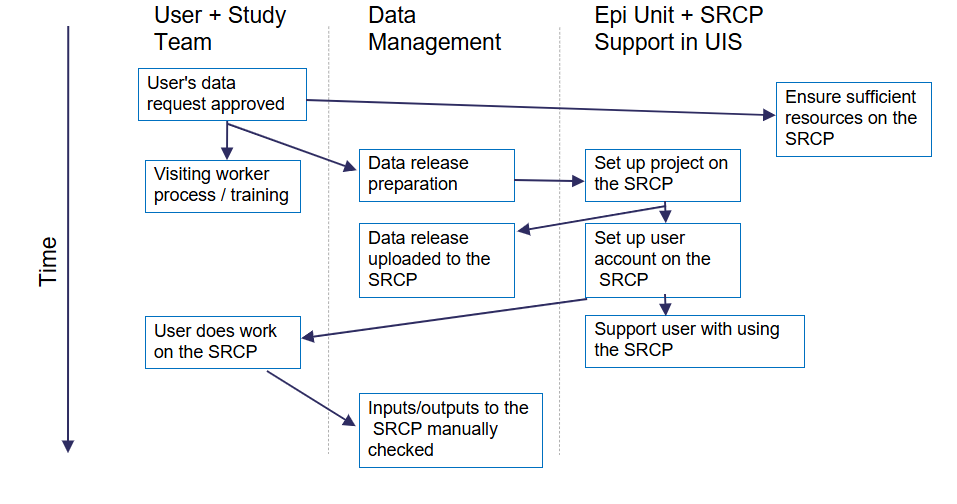 User + Study
Team
Data
Management
Epi Unit + SRCP
Support in UIS
User's data
request approved
Ensure sufficient
resources on the
SRCP
Visiting worker
process / training
Data release
preparation
Set up project on
the SRCP
Data release
uploaded to the
SRCP
Set up user
account on the
SRCP
Time
User does work
on the SRCP
Support user with using
the SRCP
Inputs/outputs to the
SRCP manually
checked